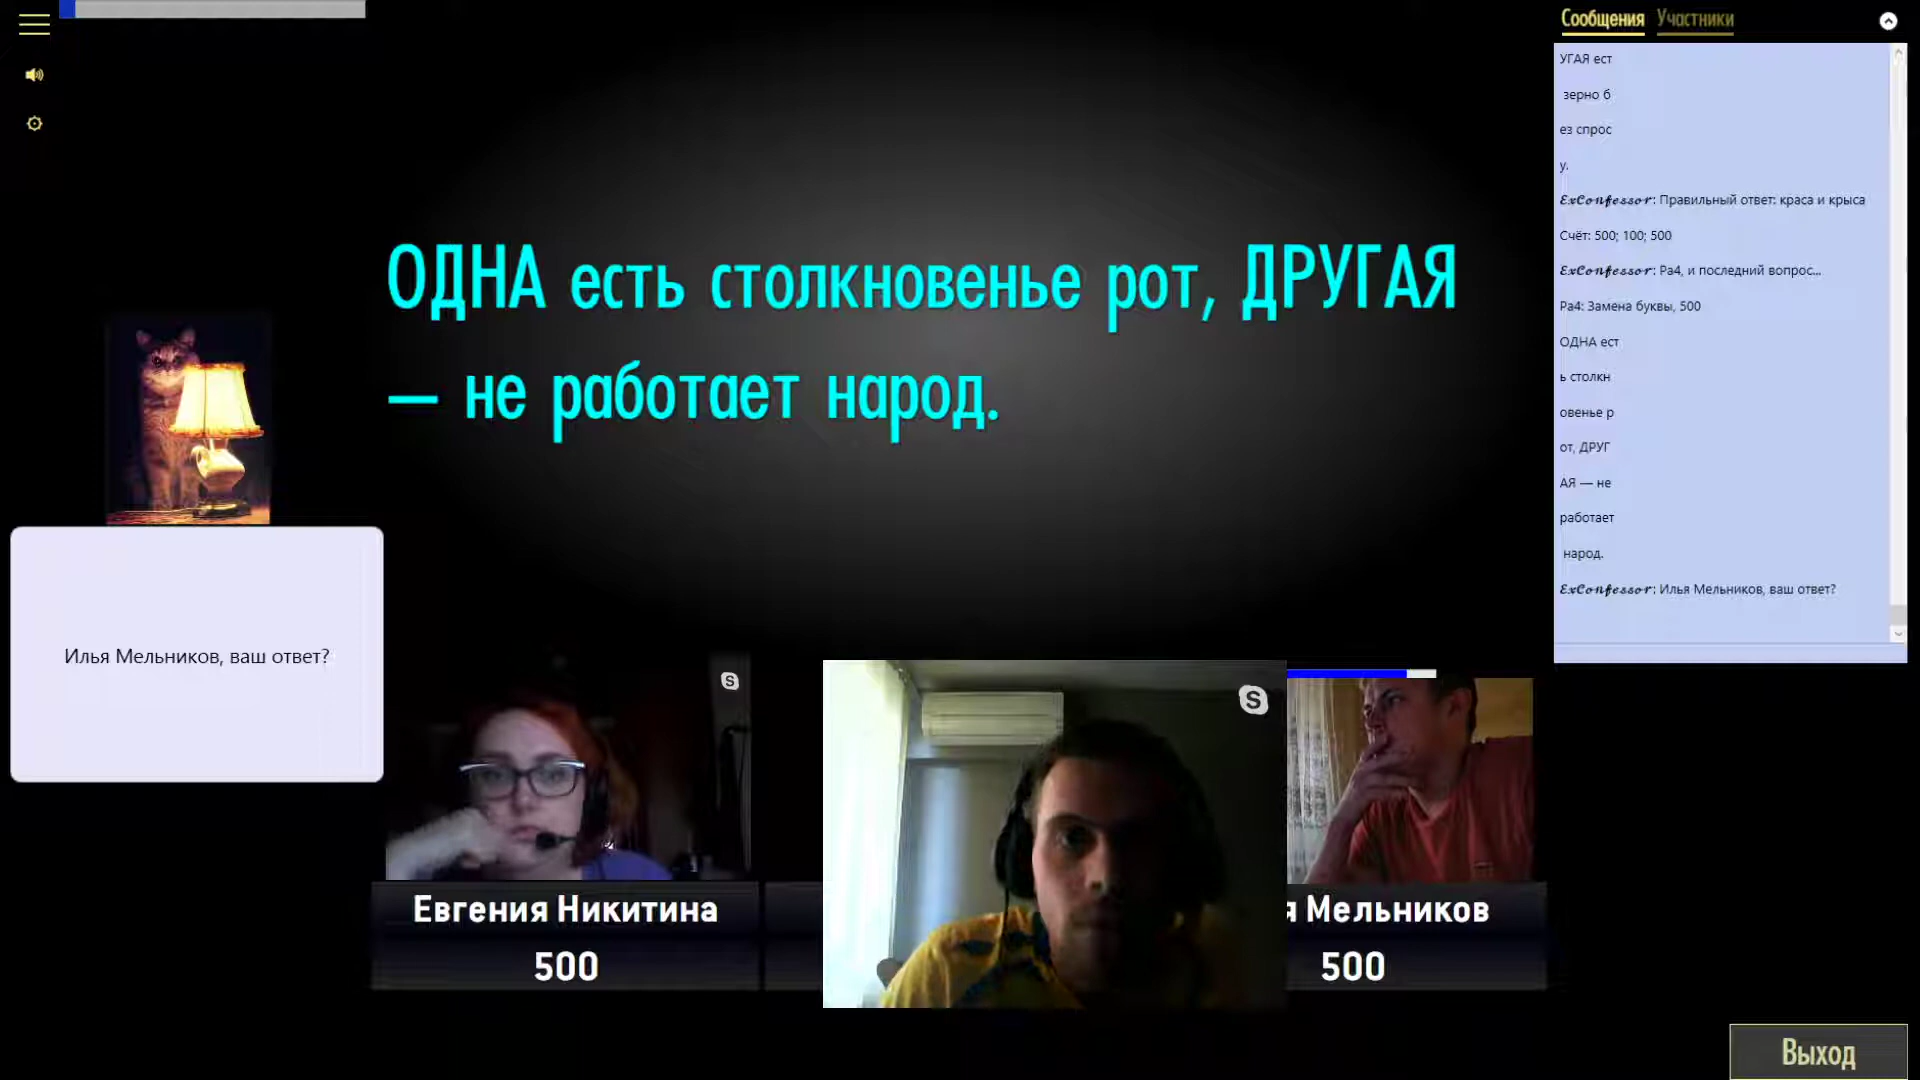 Сообщения Участники
УГАЯ ест
зерно б
ез спрос
у.
ExConfessor: Правильный ответ: краса и крыса
Счёт: 500; 100; 500
ExConfessor: Ра4, и последний вопрос...
Ра4: Замена буквы, 500
ОДНА ест
ь столкн
овенье р
от, ДРУГ
АЯ — не
работает
народ.
ExConfessor: Илья Мельников, ваш ответ?
ОДНА есть столкновенье рот, ДРУГАЯ
— не работает народ.
Илья Мельников, ваш ответ?
Евгения Никитина
500
я Мельников
500
Выход